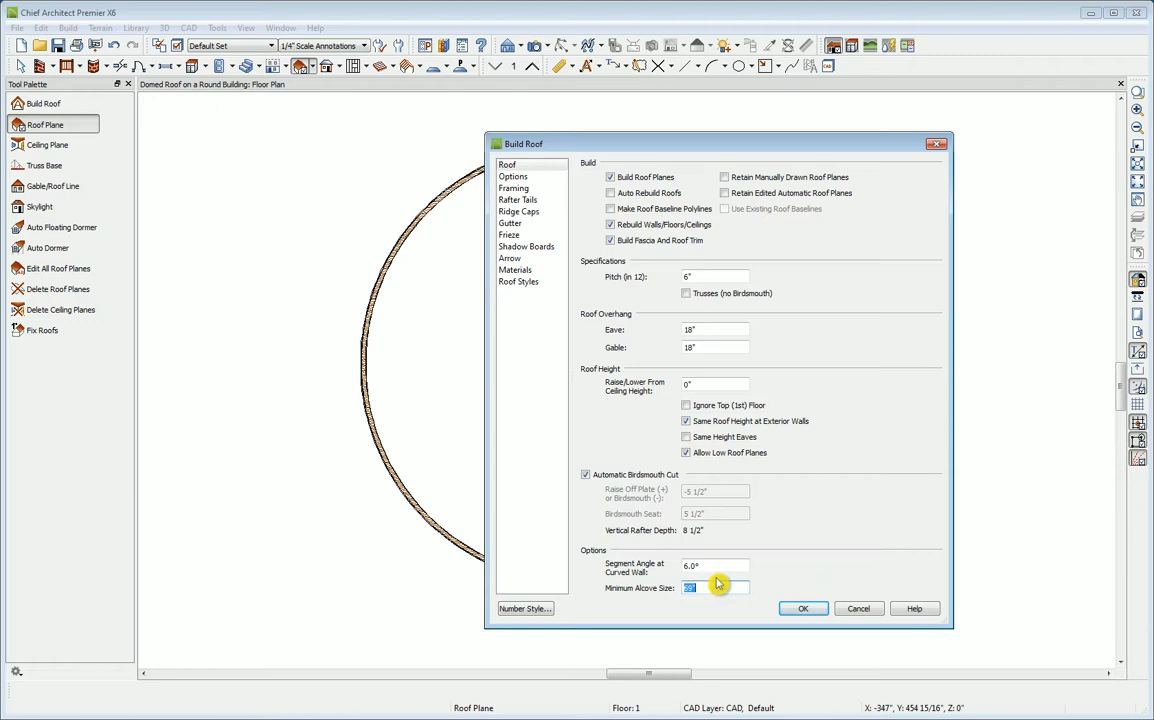 Chief Architect Premier X6
File Edit Build Terrain Library 3D CAD Tools View Window Help
Default Set 1/4" Scale Annotations
1
Tool Palette
Domed Roof on a Round Building: Floor Plan
Build Roof
Roof Plane
Ceiling Plane
Truss Base
Gable/Roof Line
Skylight
Auto Floating Dormer
Auto Dormer
Edit All Roof Planes
Delete Roof Planes
Delete Ceiling Planes
Fix Roofs
Build Roof
Roof
Options
Framing
Rafter Tails
Ridge Caps
Gutter
Frieze
Shadow Boards
Arrow
Materials
Roof Styles
Number Style...
Build
Build Roof Planes Retain Manually Drawn Roof Planes
Auto Rebuild Roofs Retain Edited Automatic Roof Planes
Make Roof Baseline Polylines Use Existing Roof Baselines
Rebuild Walls/Floors/Ceilings
Build Fascia And Roof Trim
Specifications
Pitch (in 12): 6"
Trusses (no Birdsmouth)
Roof Overhang
Eave: 18"
Gable: 18"
Roof Height
Raise/Lower From
Ceiling Height: 0"
Ignore Top (1st) Floor
Same Roof Height at Exterior Walls
Same Height Eaves
Allow Low Roof Planes
Automatic Birdsmouth Cut
Raise Off Plate (+)
or Birdsmouth (-): -5 1/2"
Birdsmouth Seat: 5 1/2"
Vertical Rafter Depth: 8 1/2"
Options
Segment Angle at
Curved Wall: 6.0°
Minimum Alcove Size:
OK Cancel Help
Roof Plane Floor: 1 CAD Layer: CAD, Default X: -347", Y: 454 15/16", Z: 0"